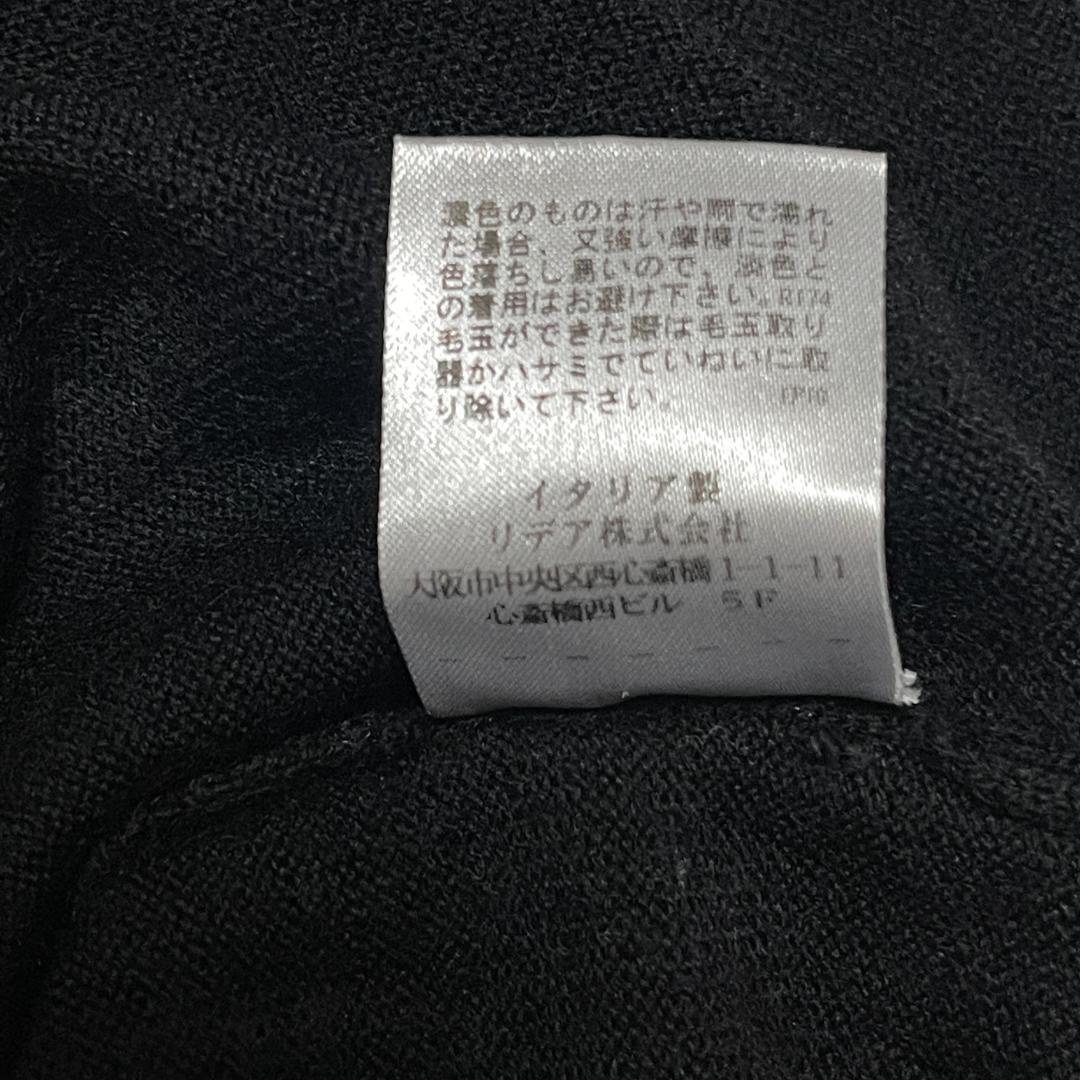 濃色のものは汗や雨で濡れ
た場合、又強い摩擦により
色落ちし易いので、淡色と
の着用はお避け下さい。RI74
毛玉ができた際は毛玉取り
器かハサミでていねいに取
り除いて下さい。
イタリア製
リデア株式会社
大阪市中央区西心斎橋1-1-11
心斎橋西ビル 5F